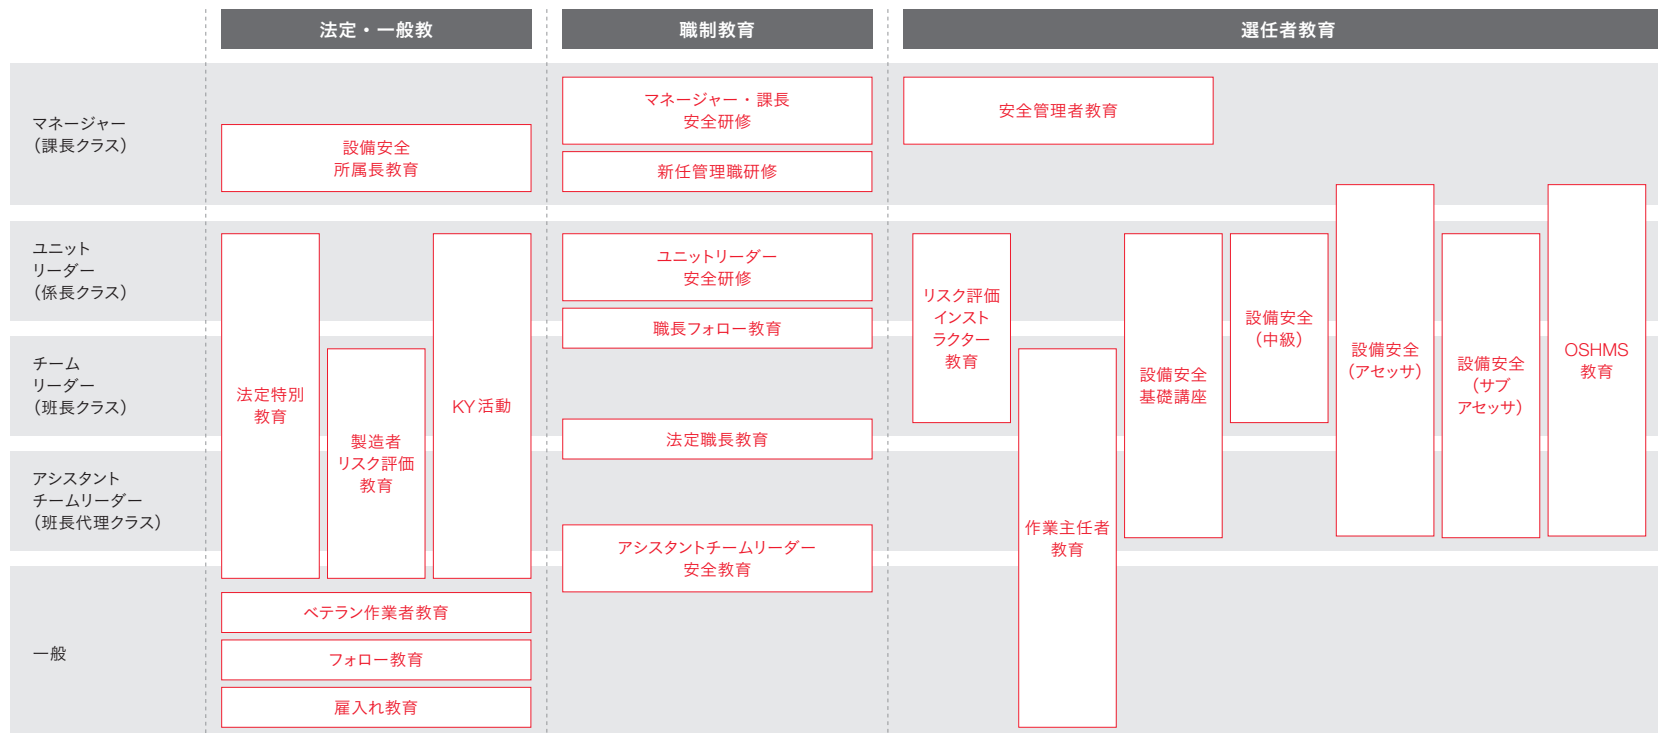 法定・一般教
職制教育
選任者教育
マネージャー
（課長クラス）
設備安全
所属長教育
マネージャー・課長
安全研修
新任管理職研修
安全管理者教育
ユニット
リーダー
（係長クラス）
チーム
リーダー
（班長クラス）
アシスタント
チームリーダー
（班長代理クラス）
一般
法定特別
教育
製造者
リスク評価
教育
KY活動
ベテラン作業者教育
フォロー教育
雇入れ教育
ユニットリーダー
安全研修
職長フォロー教育
法定職長教育
アシスタントチームリーダー
安全教育
リスク評価
インスト
ラクター
教育
作業主任者
教育
設備安全
基礎講座
設備安全
（中級）
設備安全
（アセッサ）
設備安全
（サブ
アセッサ）
OSHMS
教育